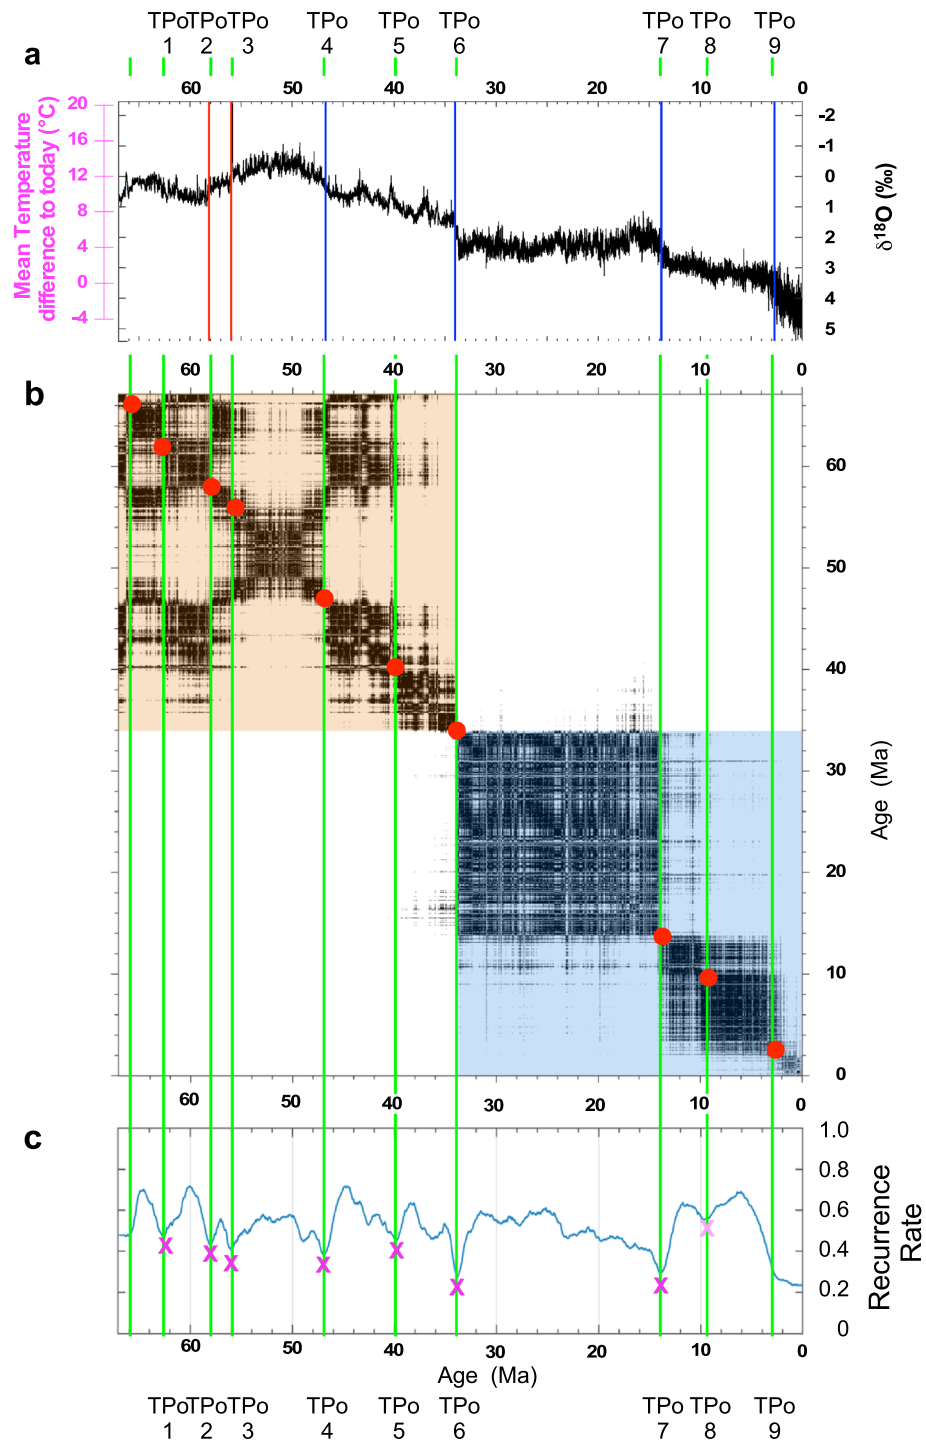 TPo TPo TPo TPo TPo TPo TPo TPo TPo
1 2 3 4 5 6 7 8 9
a
60 50 40 30 20 10 0
Mean Temperature
difference to today (°C)
20
16
12
8
4
0
-4
-2
-1
0
1
2
3
4
5
δ18O (‰)
60 50 40 30 20 10 0
b
60
50
40
30
20
10
0
Age (Ma)
60 50 40 30 20 10 0
c
1.0
0.8
0.6
0.4
0.2
0
Recurrence
Rate
X X X X X X X X
60 50 40 30 20 10 0
Age (Ma)
TPo TPo TPo TPo TPo TPo TPo TPo TPo
1 2 3 4 5 6 7 8 9